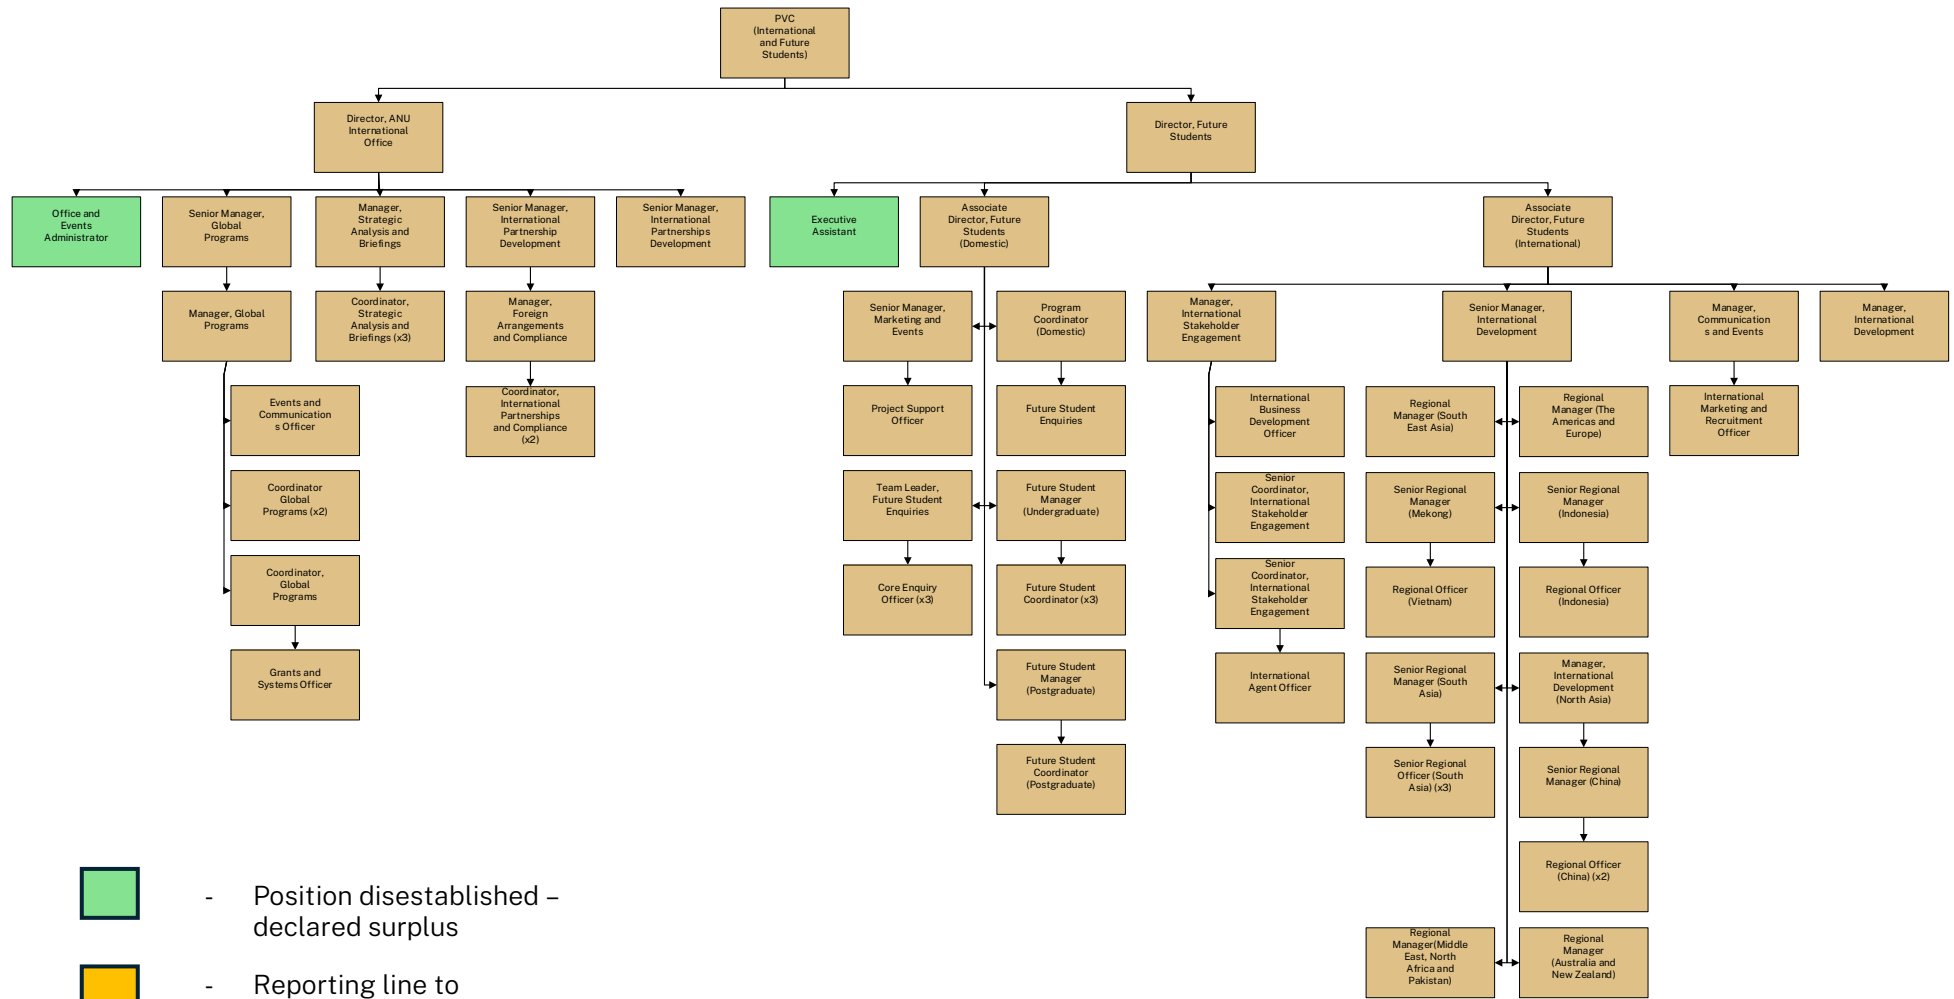 PVC
(International
and Future
Students)
Director, ANU
International
Office
Director, Future
Students
Office and
Events
Administrator
Senior Manager,
Global
Programs
Manager,
Strategic
Analysis and
Briefings
Senior Manager,
International
Partnership
Development
Senior Manager,
International
Partnerships
Development
Executive
Assistant
Associate
Director, Future
Students
(Domestic)
Associate
Director, Future
Students
(International)
Manager, Global
Programs
Coordinator,
Strategic
Analysis and
Briefings (x3)
Manager,
Foreign
Arrangements
and Compliance
Senior Manager,
Marketing and
Events
Program
Coordinator
(Domestic)
Manager,
International
Stakeholder
Engagement
Senior Manager,
International
Development
Manager,
Communication
s and Events
Manager,
International
Development
Events and
Communication
s Officer
Coordinator,
International
Partnerships
and Compliance
(x2)
Project Support
Officer
Future Student
Enquiries
International
Business
Development
Officer
Regional
Manager (South
East Asia)
Regional
Manager (The
Americas and
Europe)
International
Marketing and
Recruitment
Officer
Coordinator
Global
Programs (x2)
Team Leader,
Future Student
Enquiries
Future Student
Manager
(Undergraduate)
Senior
Coordinator,
International
Stakeholder
Engagement
Senior Regional
Manager
(Mekong)
Senior Regional
Manager
(Indonesia)
Coordinator,
Global
Programs
Core Enquiry
Officer (x3)
Future Student
Coordinator (x3)
Senior
Coordinator,
International
Stakeholder
Engagement
Regional Officer
(Vietnam)
Regional Officer
(Indonesia)
Grants and
Systems Officer
Future Student
Manager
(Postgraduate)
International
Agent Officer
Senior Regional
Manager (South
Asia)
Manager,
International
Development
(North Asia)
Future Student
Coordinator
(Postgraduate)
Senior Regional
Officer (South
Asia) (x3)
Senior Regional
Manager (China)
Regional Officer
(China) (x2)
Regional
Manager(Middle
East, North
Africa and
Pakistan)
Regional
Manager
(Australia and
New Zealand)
- Position disestablished –
declared surplus
- Reporting line to